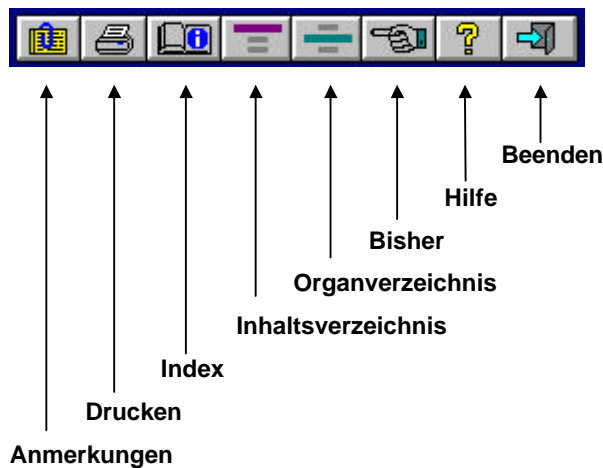 Beenden
Hilfe
Bisher
Organverzeichnis
Inhaltsverzeichnis
Index
Drucken
Anmerkungen